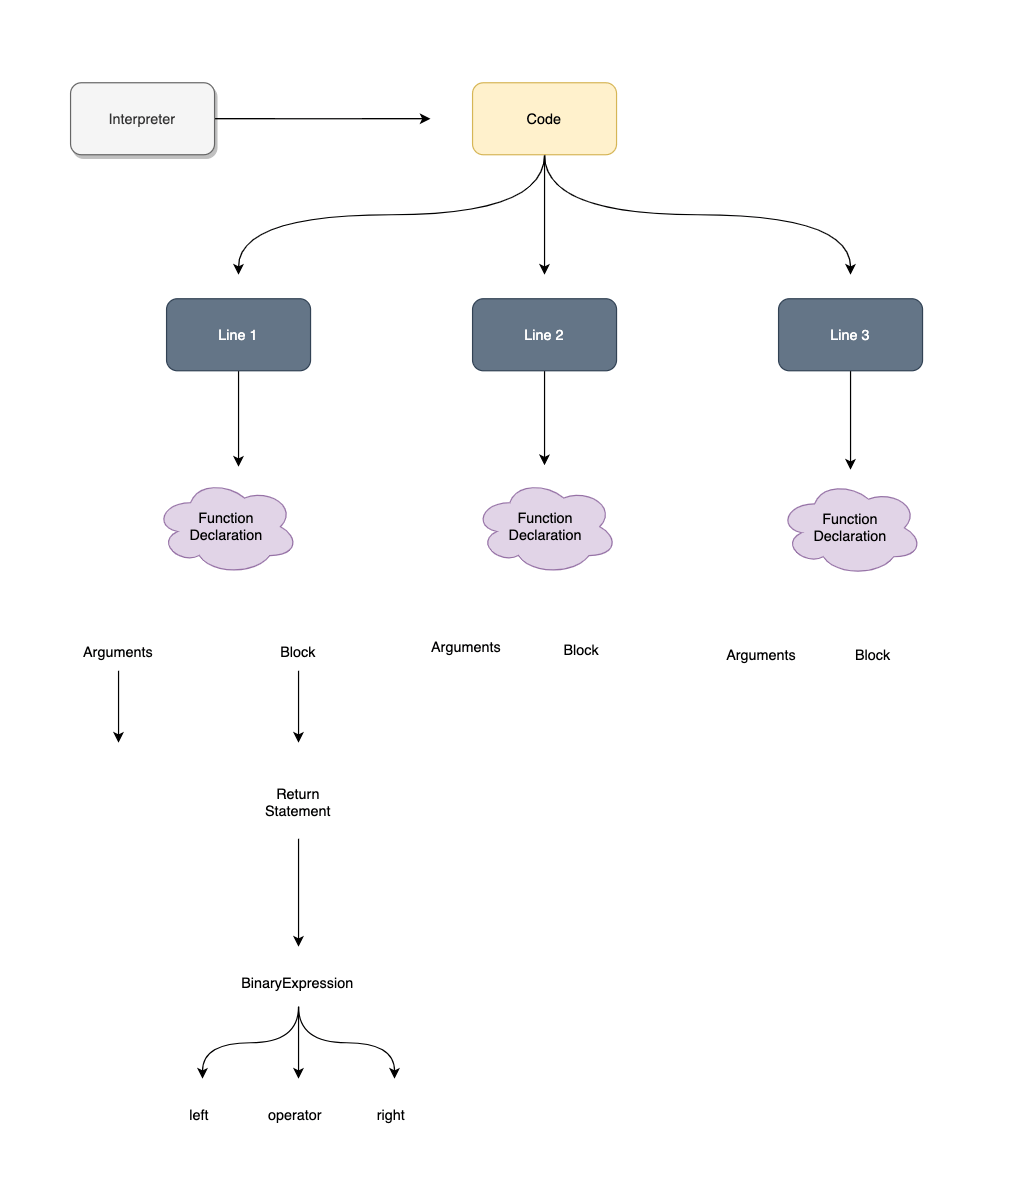 Interpreter
Code
Line 1
Line 2
Line 3
Function
Declaration
Function
Declaration
Function
Declaration
Arguments
Block
Arguments
Block
Arguments
Block
Return
Statement
BinaryExpression
left
operator
right